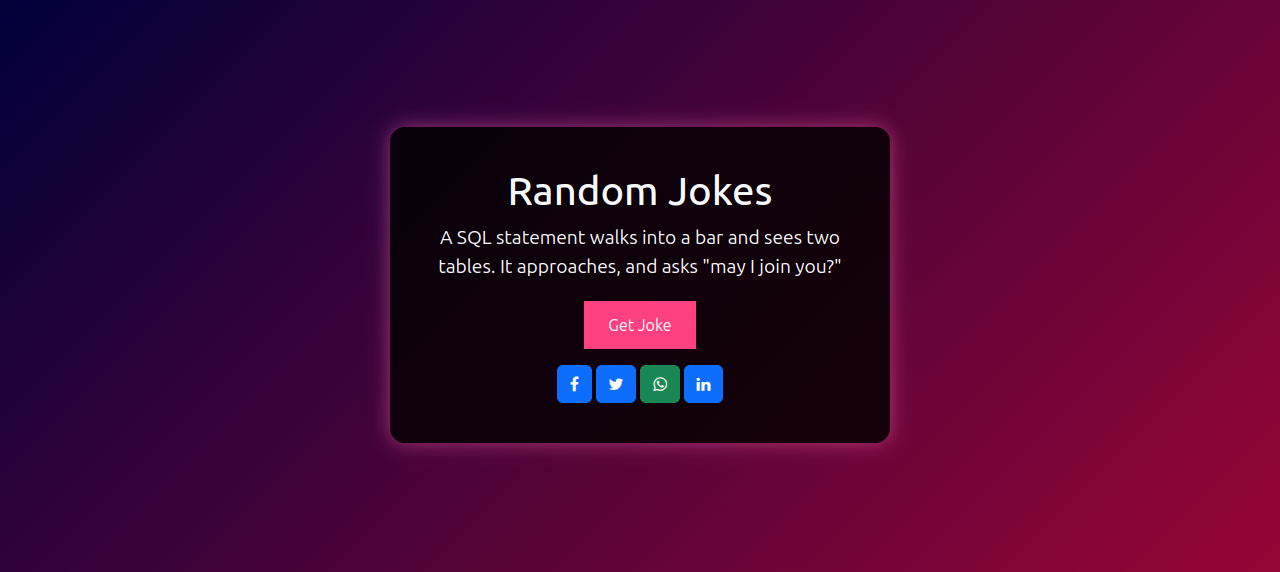 Random Jokes
A SQL statement walks into a bar and sees two
tables. It approaches, and asks "may I join you?"
Get Joke